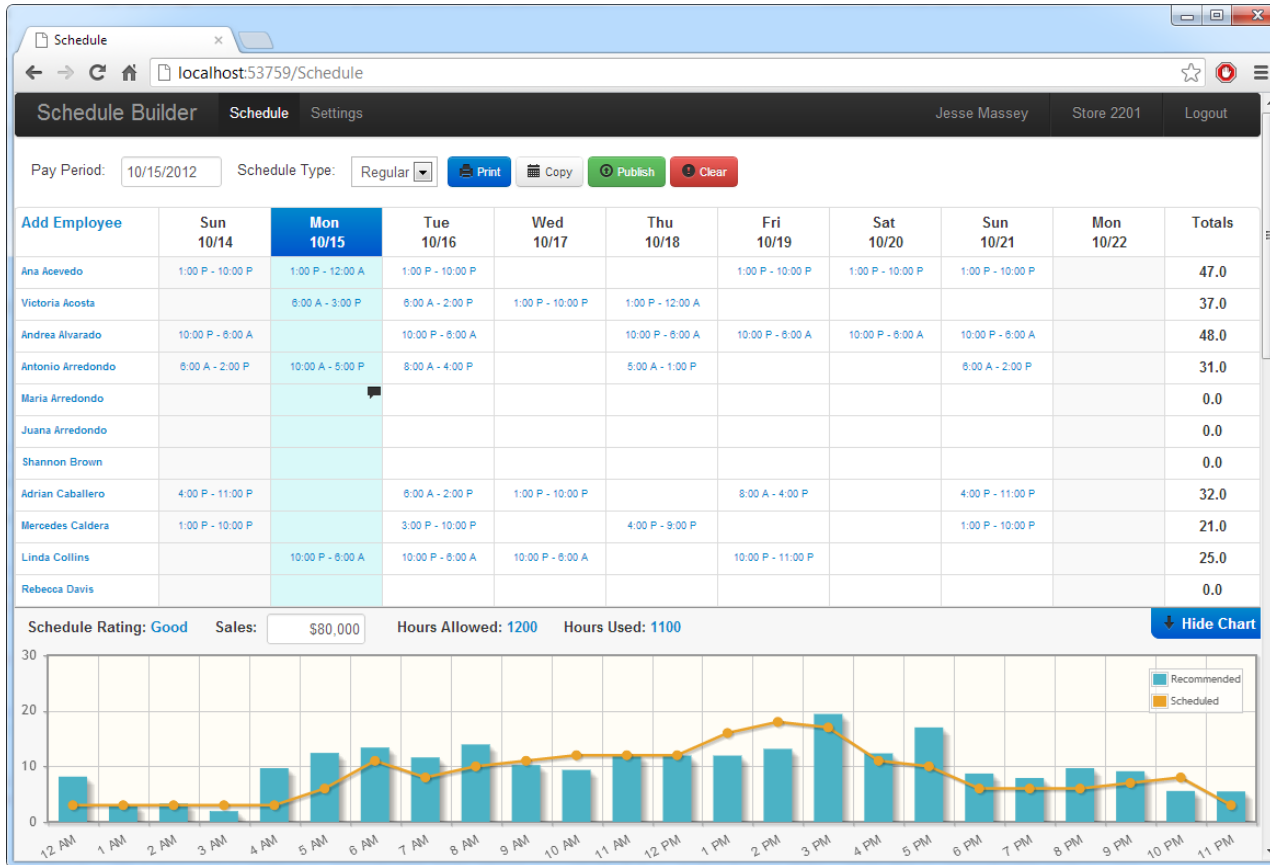 Schedule
localhost:53759/Schedule
Schedule Builder Schedule Settings Jesse Massey Store 2201 Logout
Pay Period: 10/15/2012 Schedule Type: Regular Print Copy Publish Clear
Add Employee Sun Mon Tue Wed Thu Fri Sat Sun Mon Totals
10/14 10/15 10/16 10/17 10/18 10/19 10/20 10/21 10/22
Ana Acevedo 1:00 P - 10:00 P 1:00 P - 12:00 A 1:00 P - 10:00 P 1:00 P - 10:00 P 1:00 P - 10:00 P 1:00 P - 10:00 P 47.0
Victoria Acosta 6:00 A - 3:00 P 6:00 A - 2:00 P 1:00 P - 10:00 P 1:00 P - 12:00 A 37.0
Andrea Alvarado 10:00 P - 6:00 A 10:00 P - 6:00 A 10:00 P - 6:00 A 10:00 P - 6:00 A 10:00 P - 6:00 A 10:00 P - 6:00 A 48.0
Antonio Arredondo 6:00 A - 2:00 P 10:00 A - 5:00 P 8:00 A - 4:00 P 5:00 A - 1:00 P 6:00 A - 2:00 P 31.0
Maria Arredondo 0.0
Juana Arredondo 0.0
Shannon Brown 0.0
Adrian Caballero 4:00 P - 11:00 P 6:00 A - 2:00 P 1:00 P - 10:00 P 8:00 A - 4:00 P 4:00 P - 11:00 P 32.0
Mercedes Caldera 1:00 P - 10:00 P 3:00 P - 10:00 P 4:00 P - 9:00 P 1:00 P - 10:00 P 21.0
Linda Collins 10:00 P - 6:00 A 10:00 P - 6:00 A 10:00 P - 6:00 A 10:00 P - 11:00 P 25.0
Rebecca Davis 0.0
Schedule Rating: Good Sales: $80,000 Hours Allowed: 1200 Hours Used: 1100 Hide Chart
30
Recommended
Scheduled
20
10
0
12 AM 1 AM 2 AM 3 AM 4 AM 5 AM 6 AM 7 AM 8 AM 9 AM 10 AM 11 AM 12 PM 1 PM 2 PM 3 PM 4 PM 5 PM 6 PM 7 PM 8 PM 9 PM 10 PM 11 PM